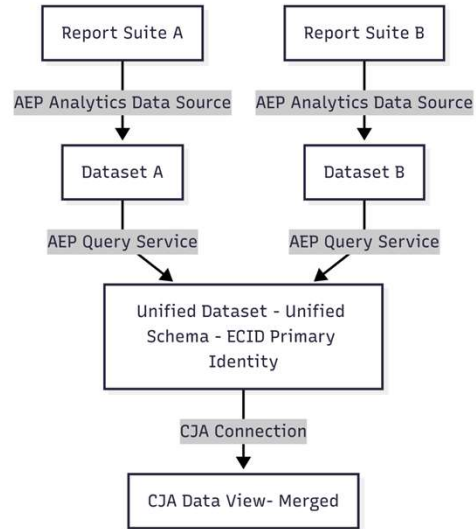 Report Suite A
Report Suite B
AEP Analytics Data Source
AEP Analytics Data Source
Dataset A
Dataset B
AEP Query Service
AEP Query Service
Unified Dataset - Unified
Schema - ECID Primary
Identity
CJA Connection
CJA Data View- Merged